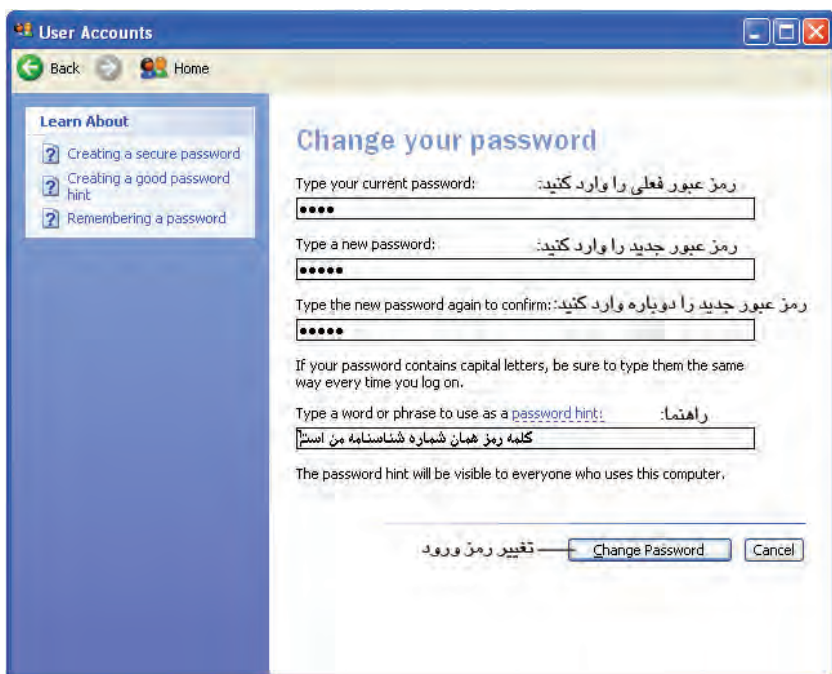 User Accounts
Back Home
Learn About
Creating a secure password
Creating a good password
hint
Remembering a password
Change your password
Type your current password: رمز عبور فعلی را وارد کنید:
••••
Type a new password: رمز عبور جدید را وارد کنید:
•••••
Type the new password again to confirm: رمز عبور جدید را دوباره وارد کنید:
•••••
If your password contains capital letters, be sure to type them the same
way every time you log on.
Type a word or phrase to use as a password hint: راهنما:
کلمه رمز همان شماره شناسنامه من است
The password hint will be visible to everyone who uses this computer.
تغییر رمز ورود Change Password Cancel